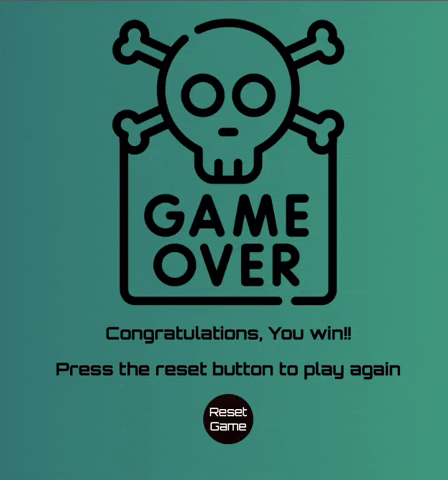 GAME
OVER
Congratulations, You win!!
Press the reset button to play again
Reset
Game